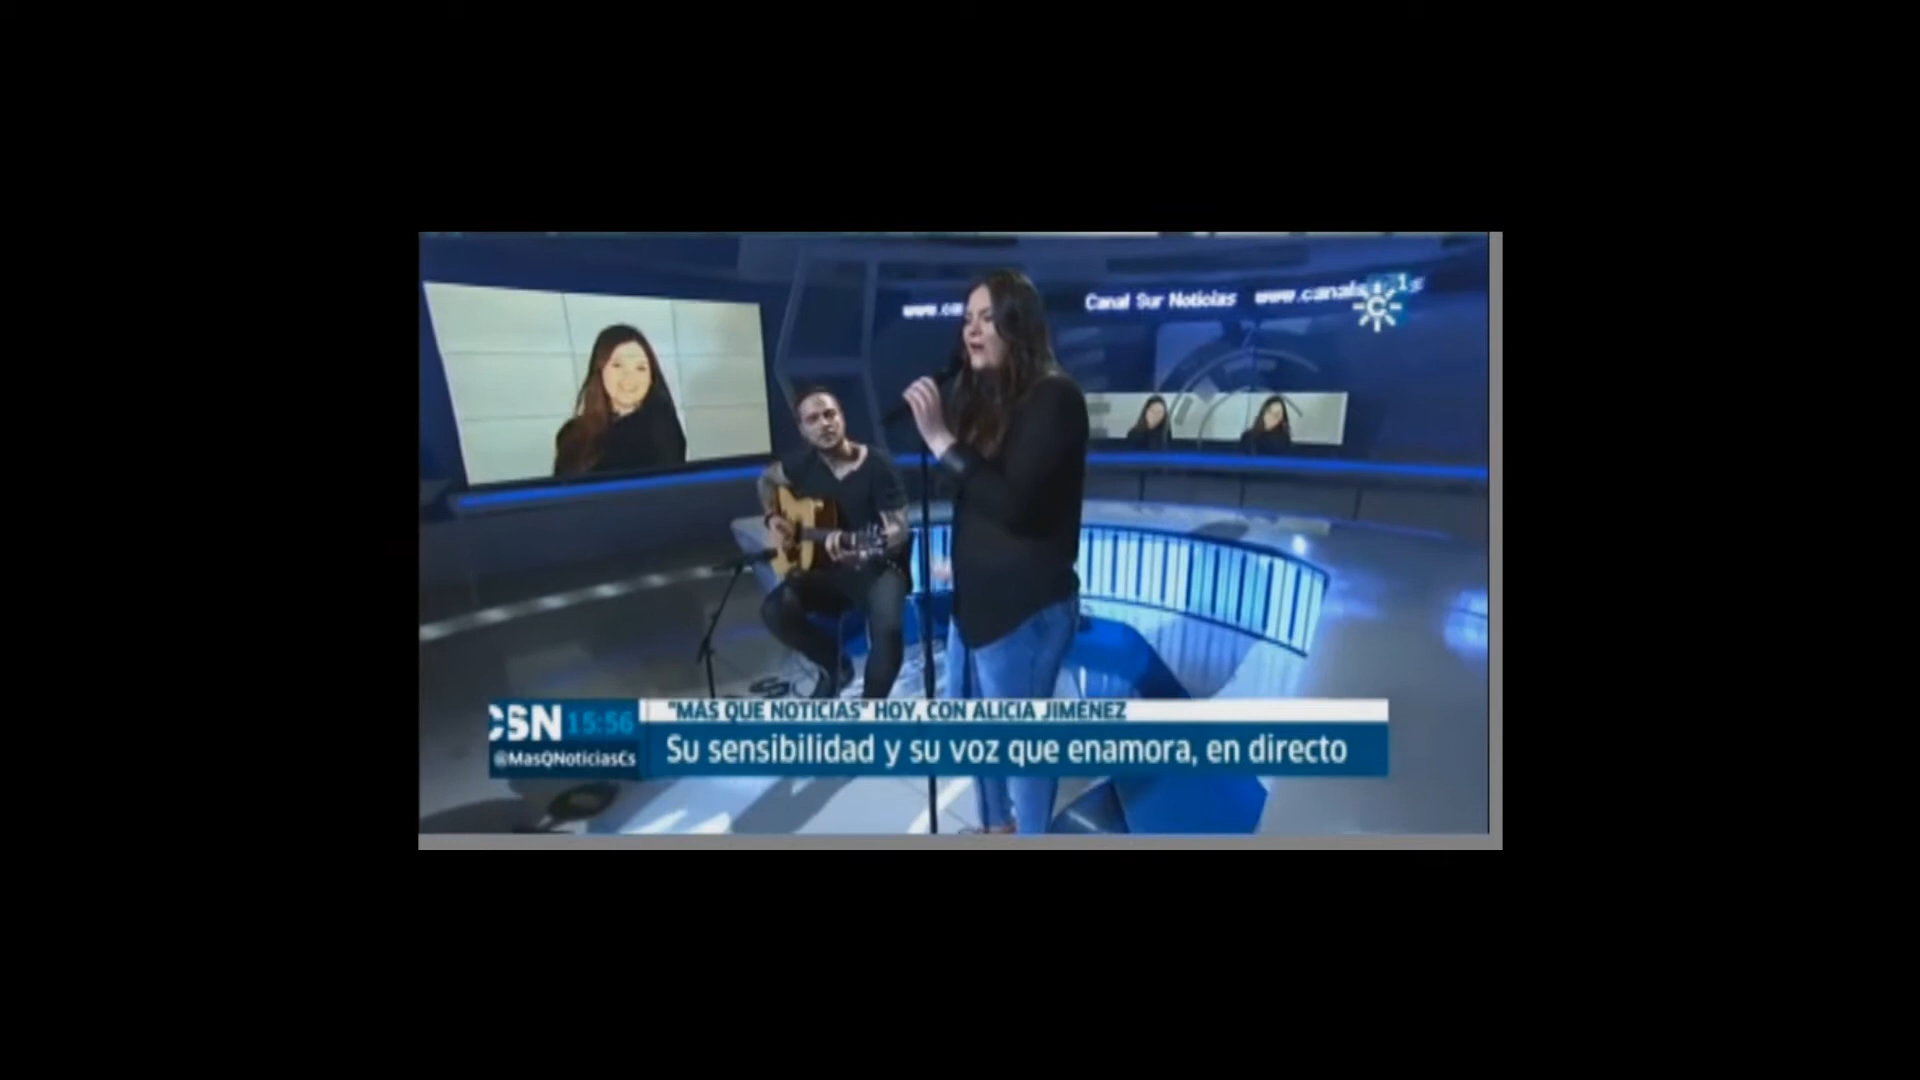 www.ca
Canal Sur Noticias
www.canals
1
C
CSN 15:56
@MasQNoticiasCs
"MÁS QUE NOTICIAS" HOY, CON ALICIA JIMÉNEZ
Su sensibilidad y su voz que enamora, en directo